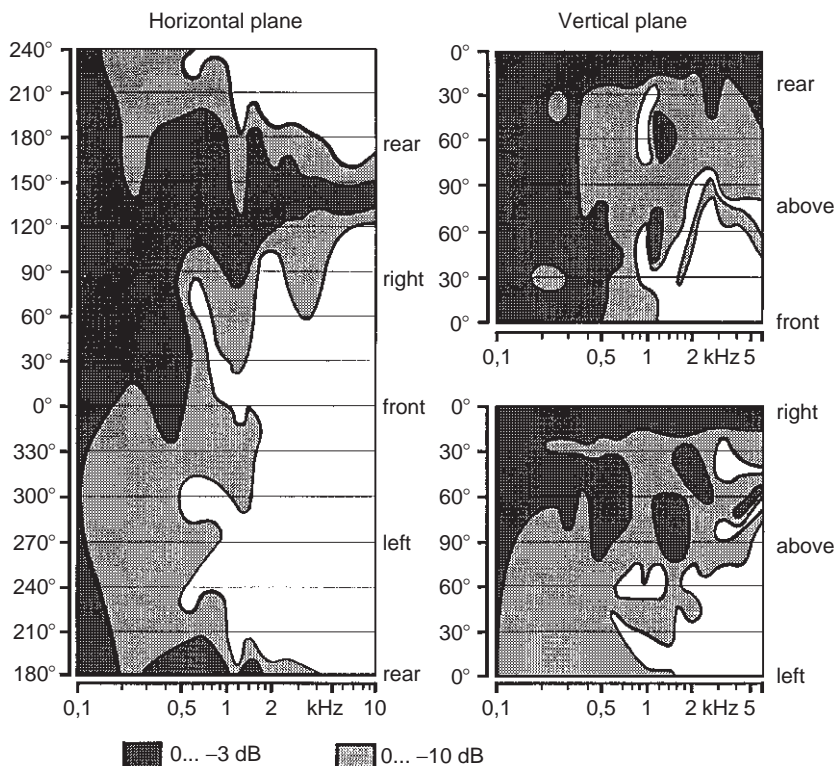 Horizontal plane
240°
210°
180°
150°
120°
90°
60°
30°
0°
330°
300°
270°
240°
210°
180°
rear
right
front
left
rear
0,1
0,5
1
2
kHz
10
Vertical plane
0°
30°
60°
90°
60°
30°
0°
rear
above
front
0,1
0,5
1
2 kHz 5
0°
30°
60°
90°
60°
30°
0°
right
above
left
0,1
0,5
1
2 kHz 5
0... –3 dB
0... –10 dB